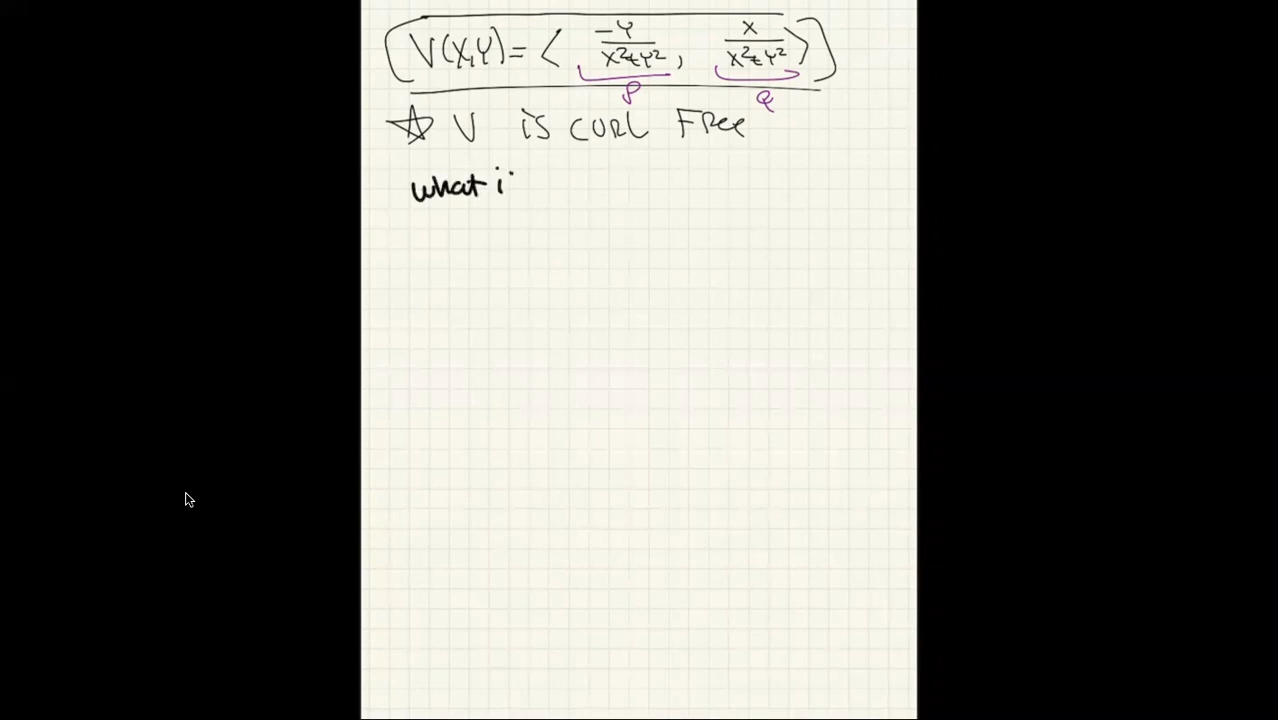 V(X,Y)= < -Y/X²+Y², X/X²+Y² >
P Q
☆ V is CURL FRee
what i